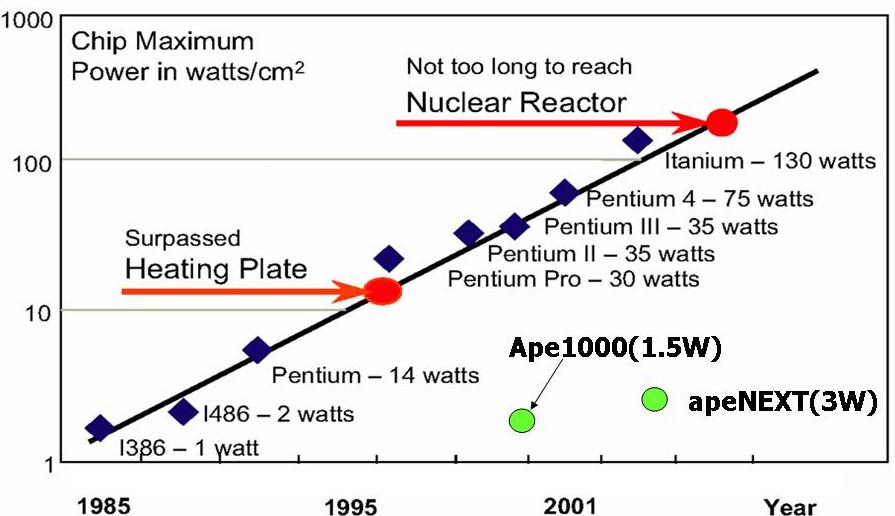 1000
Chip Maximum
Power in watts/cm²
Not too long to reach
Nuclear Reactor
100
Itanium – 130 watts
Pentium 4 – 75 watts
Pentium III – 35 watts
Surpassed
Heating Plate
Pentium II – 35 watts
Pentium Pro – 30 watts
10
Ape1000(1.5W)
Pentium – 14 watts
apeNEXT(3W)
I486 – 2 watts
I386 – 1 watt
1
1985 1995 2001 Year